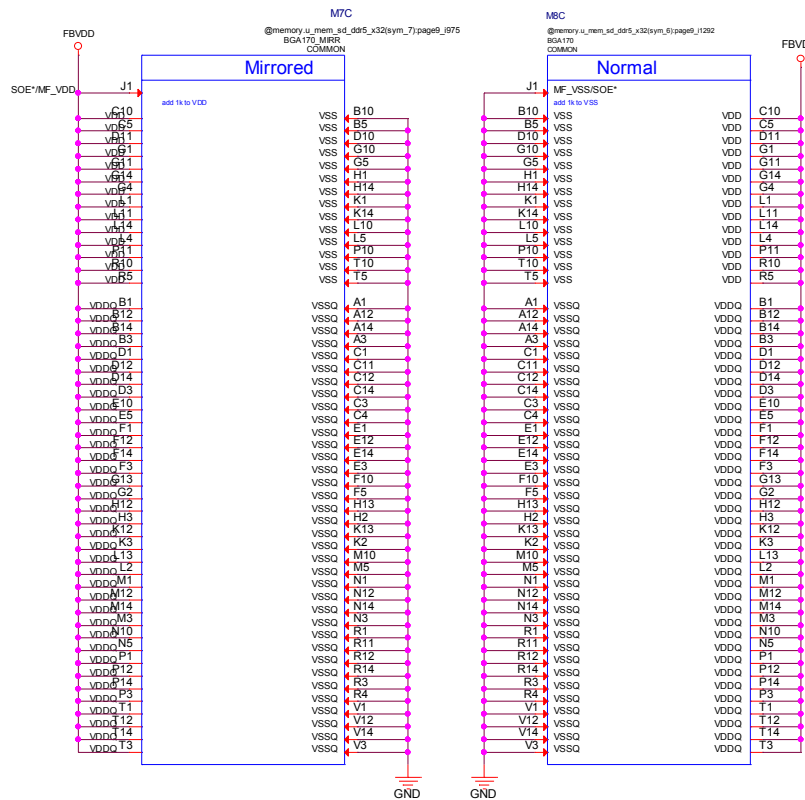 M7C M8C
@memory.u_mem_sd_ddr5_x32(sym_7):page9_i975 @memory.u_mem_sd_ddr5_x32(sym_6):page9_i1292
FBVDD BGA170_MIRR BGA170
COMMON COMMON FBVD
Mirrored Normal
SOE*/MF_VDD J1 J1 MF_VSS/SOE*
add 1k to VDD add 1k to VSS
VDD C10 VSS B10 B10 VSS VDD C10
VDD C5 VSS B5 B5 VSS VDD C5
VDD D11 VSS D10 D10 VSS VDD D11
VDD G1 VSS G10 G10 VSS VDD G1
VDD G11 VSS G5 G5 VSS VDD G11
VDD G14 VSS H1 H1 VSS VDD G14
VDD G4 VSS H14 H14 VSS VDD G4
VDD L1 VSS K1 K1 VSS VDD L1
VDD L11 VSS K14 K14 VSS VDD L11
VDD L14 VSS L10 L10 VSS VDD L14
VDD L4 VSS L5 L5 VSS VDD L4
VDD P11 VSS P10 P10 VSS VDD P11
VDD R10 VSS T10 T10 VSS VDD R10
VDD R5 VSS T5 T5 VSS VDD R5
VDDQ B1 VSSQ A1 A1 VSSQ VDDQ B1
VDDQ B12 VSSQ A12 A12 VSSQ VDDQ B12
VDDQ B14 VSSQ A14 A14 VSSQ VDDQ B14
VDDQ B3 VSSQ A3 A3 VSSQ VDDQ B3
VDDQ D1 VSSQ C1 C1 VSSQ VDDQ D1
VDDQ D12 VSSQ C11 C11 VSSQ VDDQ D12
VDDQ D14 VSSQ C12 C12 VSSQ VDDQ D14
VDDQ D3 VSSQ C14 C14 VSSQ VDDQ D3
VDDQ E10 VSSQ C3 C3 VSSQ VDDQ E10
VDDQ E5 VSSQ C4 C4 VSSQ VDDQ E5
VDDQ F1 VSSQ E1 E1 VSSQ VDDQ F1
VDDQ F12 VSSQ E12 E12 VSSQ VDDQ F12
VDDQ F14 VSSQ E14 E14 VSSQ VDDQ F14
VDDQ F3 VSSQ E3 E3 VSSQ VDDQ F3
VDDQ G13 VSSQ F10 F10 VSSQ VDDQ G13
VDDQ G2 VSSQ F5 F5 VSSQ VDDQ G2
VDDQ H12 VSSQ H13 H13 VSSQ VDDQ H12
VDDQ H3 VSSQ H2 H2 VSSQ VDDQ H3
VDDQ K12 VSSQ K13 K13 VSSQ VDDQ K12
VDDQ K3 VSSQ K2 K2 VSSQ VDDQ K3
VDDQ L13 VSSQ M10 M10 VSSQ VDDQ L13
VDDQ L2 VSSQ M5 M5 VSSQ VDDQ L2
VDDQ M1 VSSQ N1 N1 VSSQ VDDQ M1
VDDQ M12 VSSQ N12 N12 VSSQ VDDQ M12
VDDQ M14 VSSQ N14 N14 VSSQ VDDQ M14
VDDQ M3 VSSQ N3 N3 VSSQ VDDQ M3
VDDQ N10 VSSQ R1 R1 VSSQ VDDQ N10
VDDQ N5 VSSQ R11 R11 VSSQ VDDQ N5
VDDQ P1 VSSQ R12 R12 VSSQ VDDQ P1
VDDQ P12 VSSQ R14 R14 VSSQ VDDQ P12
VDDQ P14 VSSQ R3 R3 VSSQ VDDQ P14
VDDQ P3 VSSQ R4 R4 VSSQ VDDQ P3
VDDQ T1 VSSQ V1 V1 VSSQ VDDQ T1
VDDQ T12 VSSQ V12 V12 VSSQ VDDQ T12
VDDQ T14 VSSQ V14 V14 VSSQ VDDQ T14
VDDQ T3 VSSQ V3 V3 VSSQ VDDQ T3
GND GND